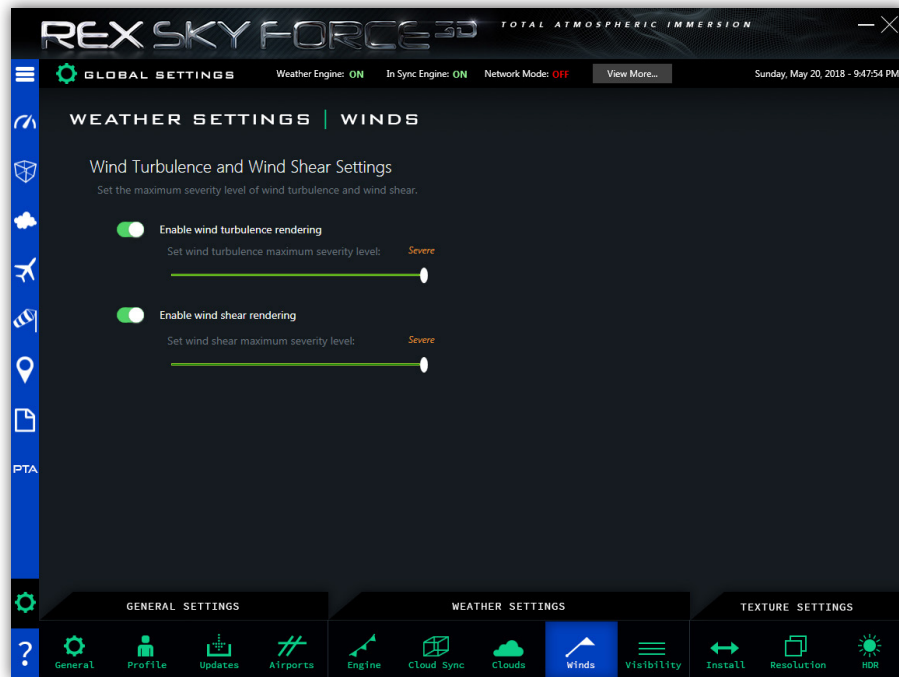 REX SKY FORCE 3D TOTAL ATMOSPHERIC IMMERSION
GLOBAL SETTINGS Weather Engine: ON In Sync Engine: ON Network Mode: OFF View More... Sunday, May 20, 2018 - 9:47:54 PM
WEATHER SETTINGS | WINDS
Wind Turbulence and Wind Shear Settings
Set the maximum severity level of wind turbulence and wind shear.
Enable wind turbulence rendering
Set wind turbulence maximum severity level: Severe
Enable wind shear rendering
Set wind shear maximum severity level: Severe
PTA
GENERAL SETTINGS WEATHER SETTINGS TEXTURE SETTINGS
? General Profile Updates Airports Engine Cloud Sync Clouds Winds Visibility Install Resolution HDR